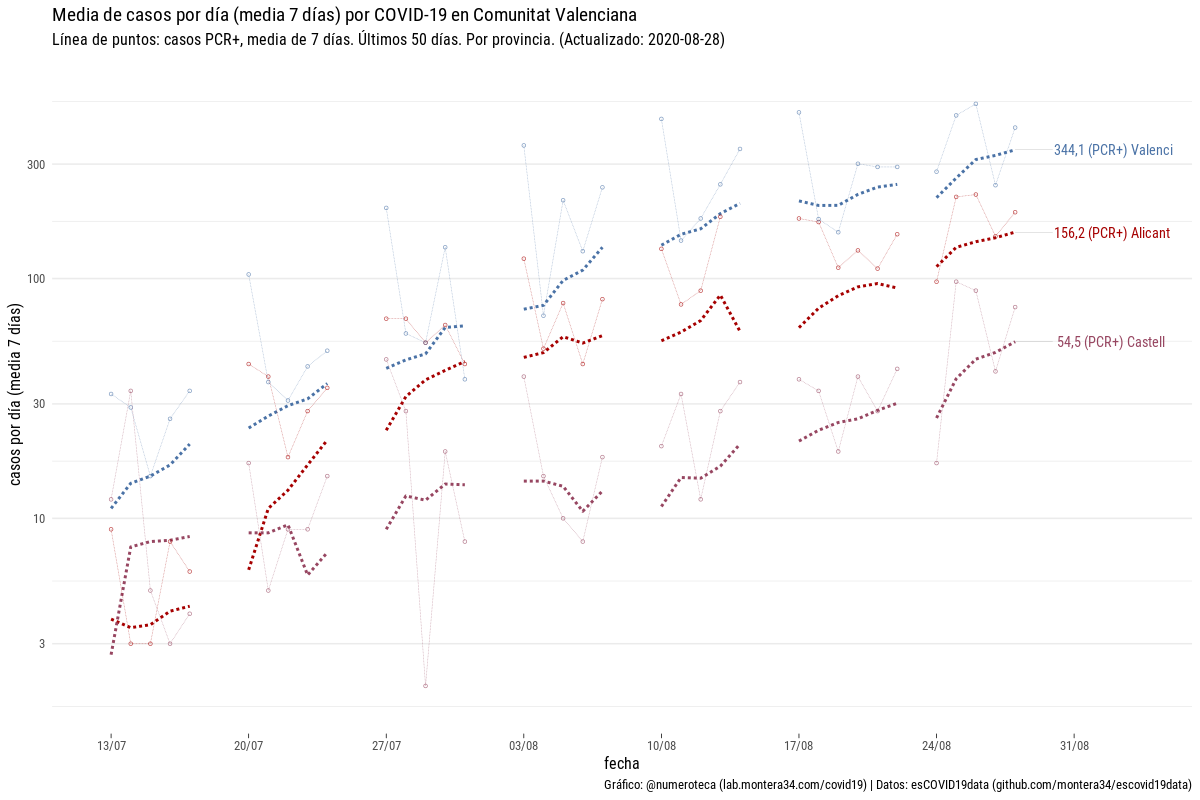 Media de casos por día (media 7 días) por COVID-19 en Comunitat Valenciana
Línea de puntos: casos PCR+, media de 7 días. Últimos 50 días. Por provincia. (Actualizado: 2020-08-28)
casos por día (media 7 días)
300
100
30
10
3
344,1 (PCR+) Valenci
156,2 (PCR+) Alicant
54,5 (PCR+) Castell
13/07
20/07
27/07
03/08
10/08
17/08
24/08
31/08
fecha
Gráfico: @numeroteca (lab.montera34.com/covid19) | Datos: esCOVID19data (github.com/montera34/escovid19data)